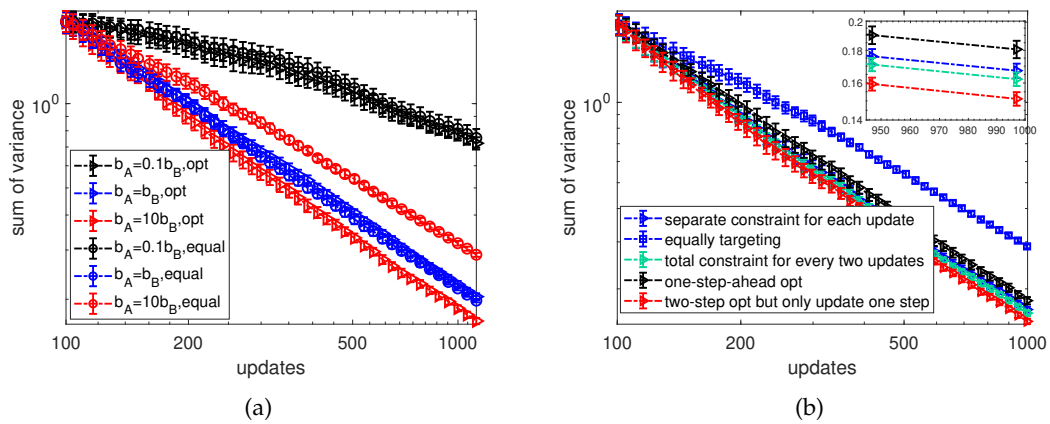 10^0
sum of variance
b_A=0.1b_B,opt
b_A=b_B,opt
b_A=10b_B,opt
b_A=0.1b_B,equal
b_A=b_B,equal
b_A=10b_B,equal
100 200 500 1000
updates
(a)
10^0
sum of variance
0.2
0.18
0.16
0.14
950 960 970 980 990 1000
separate constraint for each update
equally targeting
total constraint for every two updates
one-step-ahead opt
two-step opt but only update one step
100 200 500 1000
updates
(b)